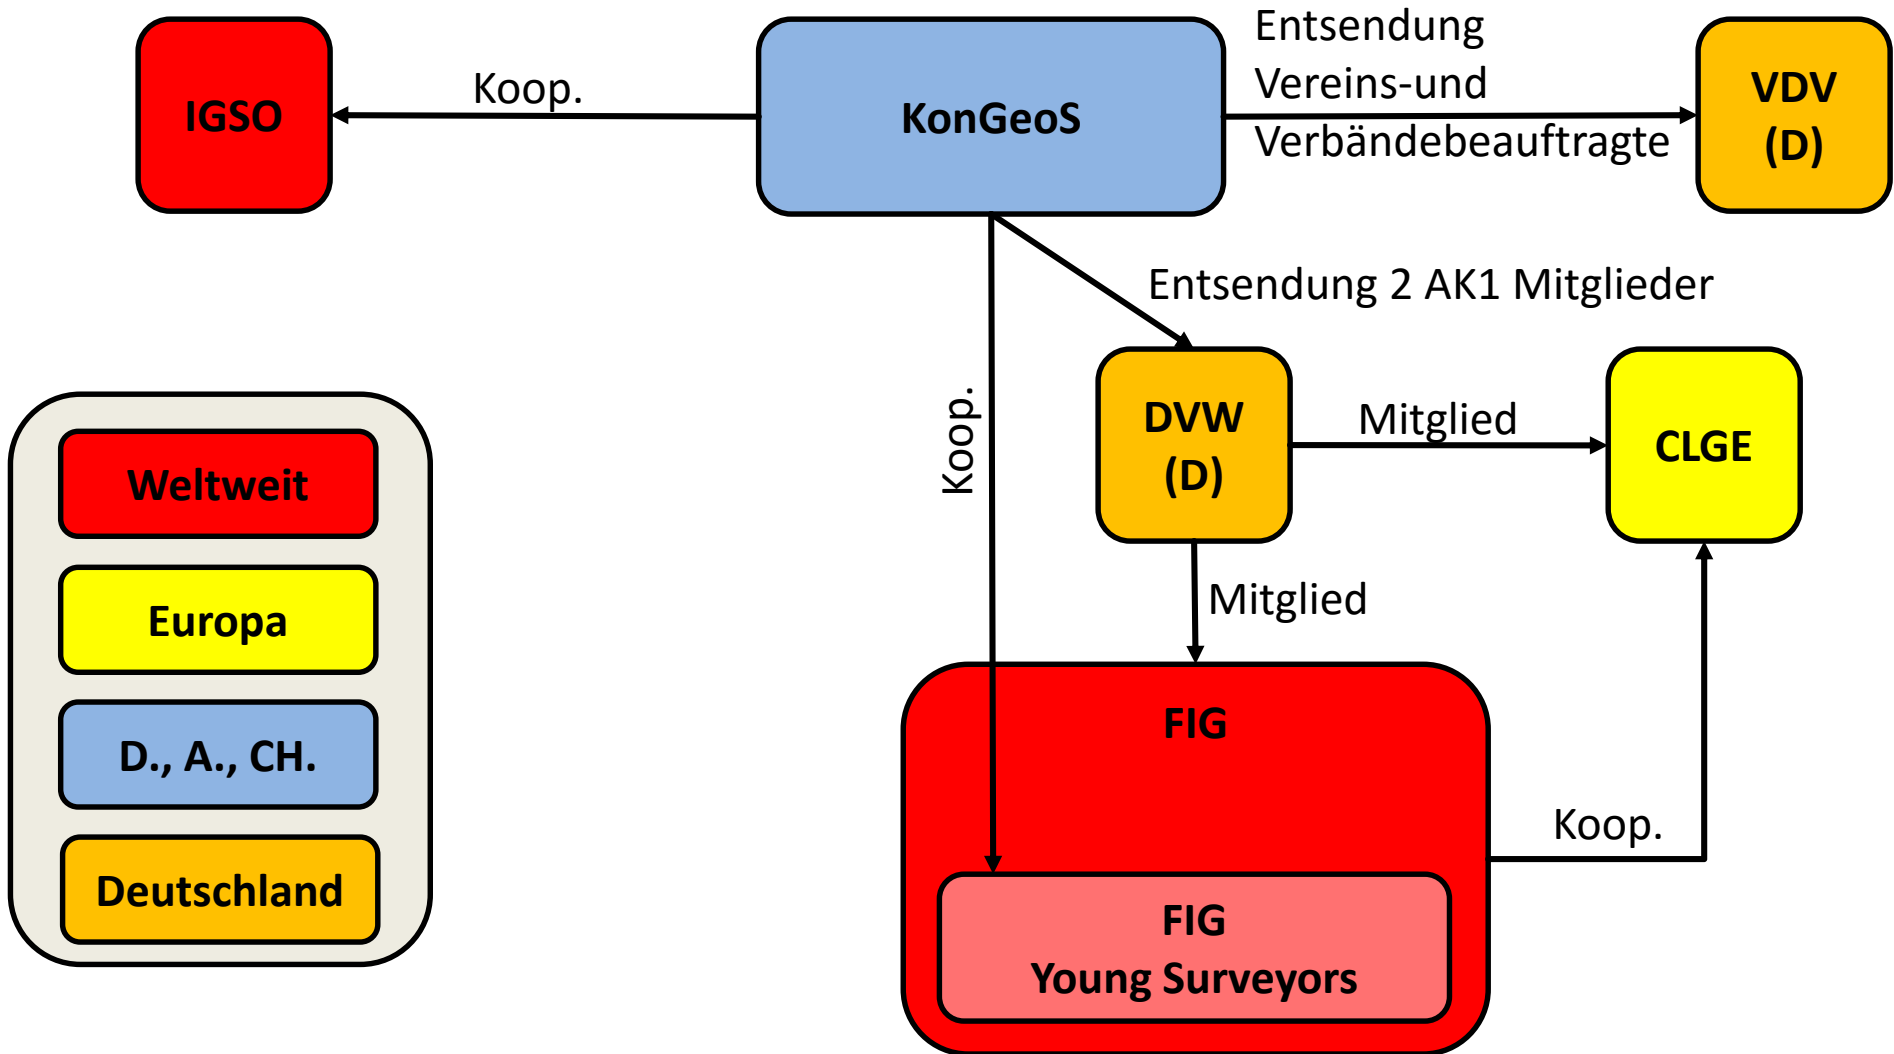 IGSO
Koop.
KonGeoS
Entsendung
Vereins-und
Verbändebeauftragte
VDV
(D)
Entsendung 2 AK1 Mitglieder
Koop.
DVW
(D)
Mitglied
CLGE
Mitglied
Weltweit
Europa
D., A., CH.
Deutschland
FIG
Koop.
FIG
Young Surveyors